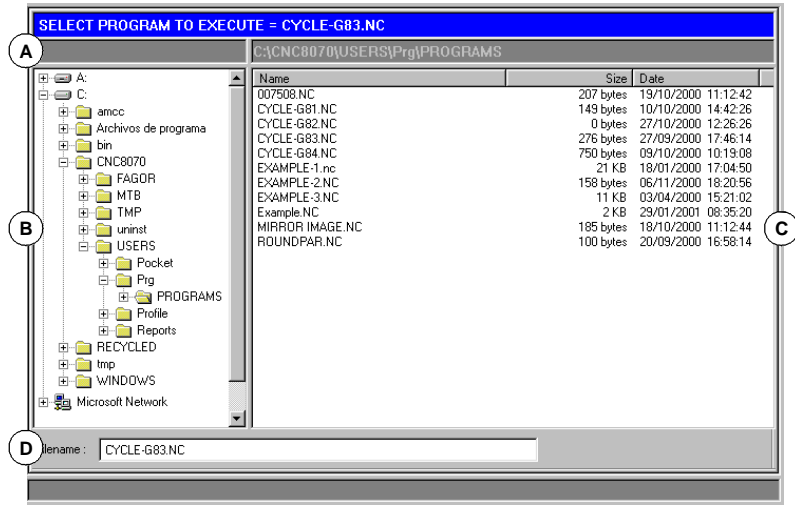 SELECT PROGRAM TO EXECUTE = CYCLE-G83.NC
A
C:\CNC8070\USERS\Prg\PROGRAMS
A:
C:
amcc
Archivos de programa
bin
CNC8070
FAGOR
MTB
TMP
uninst
USERS
Pocket
Prg
PROGRAMS
Profile
Reports
RECYCLED
tmp
WINDOWS
Microsoft Network
B
Name Size Date
007508.NC 207 bytes 19/10/2000 11:12:42
CYCLE-G81.NC 149 bytes 10/10/2000 14:42:26
CYCLE-G82.NC 0 bytes 27/10/2000 12:26:26
CYCLE-G83.NC 276 bytes 27/09/2000 17:46:14
CYCLE-G84.NC 750 bytes 09/10/2000 10:19:08
EXAMPLE-1.nc 21 KB 18/01/2000 17:04:50
EXAMPLE-2.NC 158 bytes 06/11/2000 18:20:56
EXAMPLE-3.NC 11 KB 03/04/2000 15:21:02
Example.NC 2 KB 29/01/2001 08:35:20
MIRROR IMAGE.NC 185 bytes 18/10/2000 11:12:44
ROUNDPAR.NC 100 bytes 20/09/2000 16:58:14
C
D
ilename : CYCLE-G83.NC